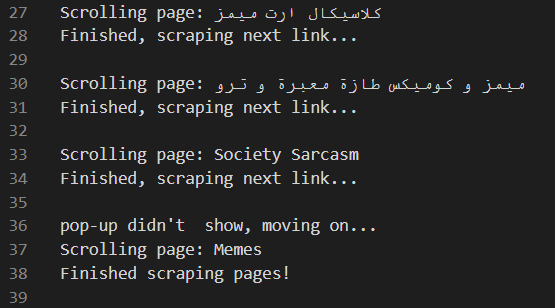 27 Scrolling page: كلاسيكال ارت ميمز
28 Finished, scraping next link...
29
30 Scrolling page: ميمز و كوميكس طازة معبرة و ترو
31 Finished, scraping next link...
32
33 Scrolling page: Society Sarcasm
34 Finished, scraping next link...
35
36 pop-up didn't  show, moving on...
37 Scrolling page: Memes
38 Finished scraping pages!
39